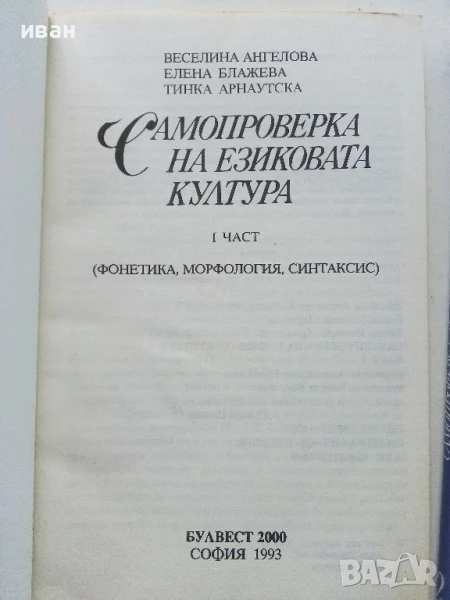 иван
ВЕСЕЛИНА АНГЕЛОВА
ЕЛЕНА БЛАЖЕВА
ТИНКА АРНАУТСКА
САМОПРОВЕРКА
НА ЕЗИКОВАТА
КУЛТУРА
I ЧАСТ
(ФОНЕТИКА, МОРФОЛОГИЯ, СИНТАКСИС)
БУЛВЕСТ 2000
СОФИЯ 1993
BAZAR